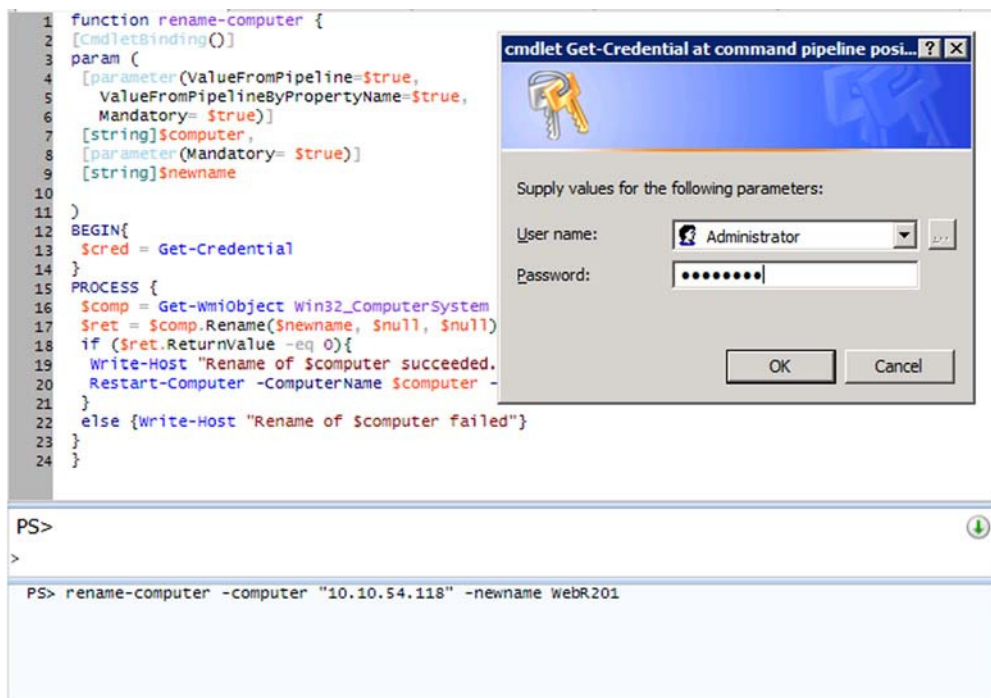 1 function rename-computer {
2 [CmdletBinding()]
3 param (
4 [parameter(ValueFromPipeline=$true,
5 ValueFromPipelineByPropertyName=$true,
6 Mandatory= $true)]
7 [string]$computer,
8 [parameter(Mandatory= $true)]
9 [string]$newname
10
11 )
12 BEGIN{
13 $cred = Get-Credential
14 }
15 PROCESS {
16 $comp = Get-WmiObject Win32_ComputerSystem
17 $ret = $comp.Rename($newname, $null, $null)
18 if ($ret.ReturnValue -eq 0){
19 Write-Host "Rename of $computer succeeded.
20 Restart-Computer -ComputerName $computer -
21 }
22 else {Write-Host "Rename of $computer failed"}
23 }
24 }
cmdlet Get-Credential at command pipeline posi... ? X
Supply values for the following parameters:
User name: Administrator ...
Password: ••••••••
OK Cancel
PS>
>
PS> rename-computer -computer "10.10.54.118" -newname WebR201